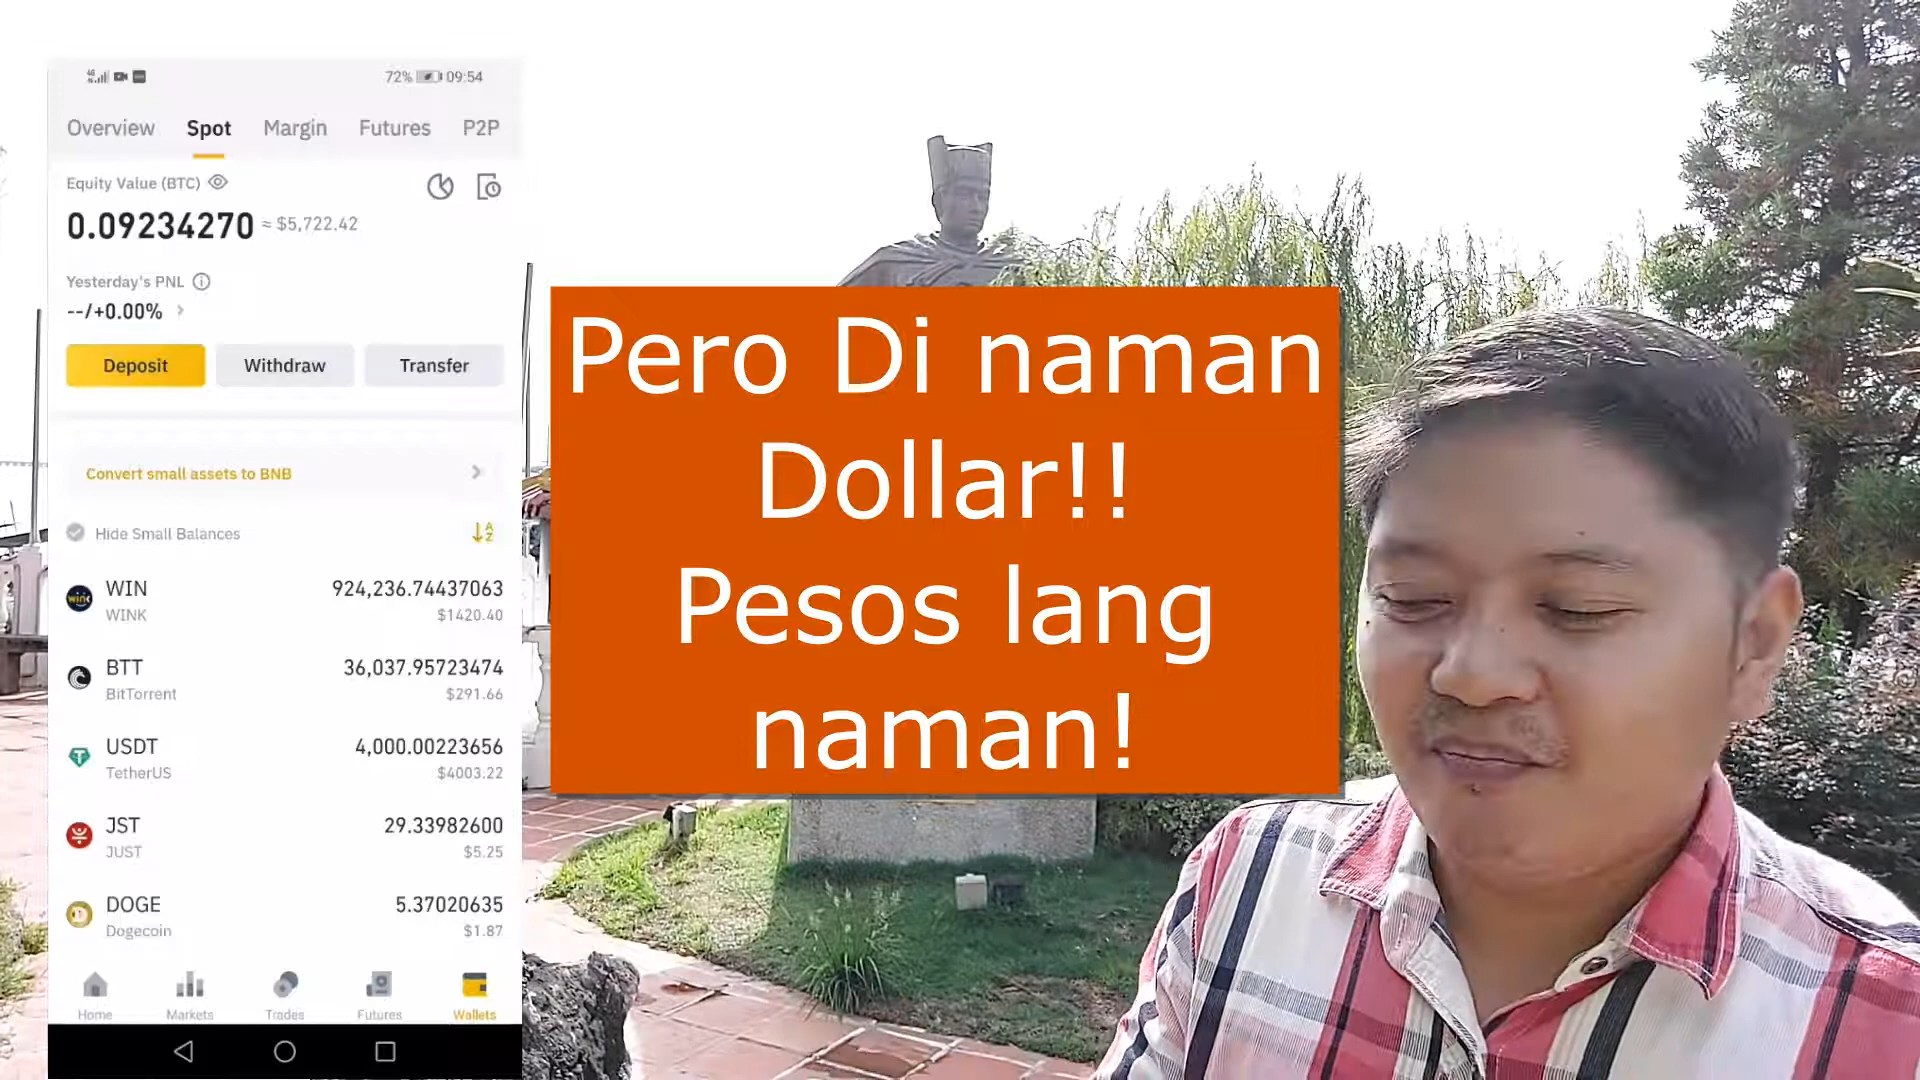 72% 09:54
Overview Spot Margin Futures P2P
Equity Value (BTC)
0.09234270 ≈ $5,722.42
Yesterday's PNL
--/+0.00%
Deposit Withdraw Transfer
Convert small assets to BNB
Hide Small Balances
WIN 924,236.74437063
WINK $1420.40
BTT 36,037.95723474
BitTorrent $291.66
USDT 4,000.00223656
TetherUS $4003.22
JST 29.33982600
JUST $5.25
DOGE 5.37020635
Dogecoin $1.87
Home Markets Trades Futures Wallets
Pero Di naman
Dollar!!
Pesos lang
naman!